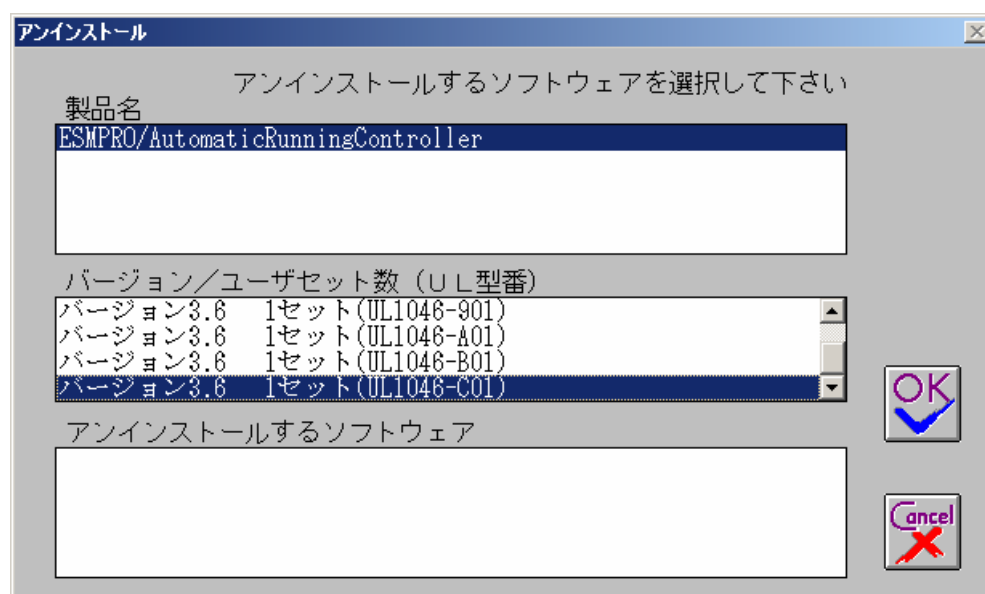 アンインストール
アンインストールするソフトウェアを選択して下さい
製品名
ESMPRO/AutomaticRunningController
バージョン／ユーザセット数（ＵＬ型番）
バージョン3.6 1セット(UL1046-901)
バージョン3.6 1セット(UL1046-A01)
バージョン3.6 1セット(UL1046-B01)
バージョン3.6 1セット(UL1046-C01)
OK
アンインストールするソフトウェア
Cancel